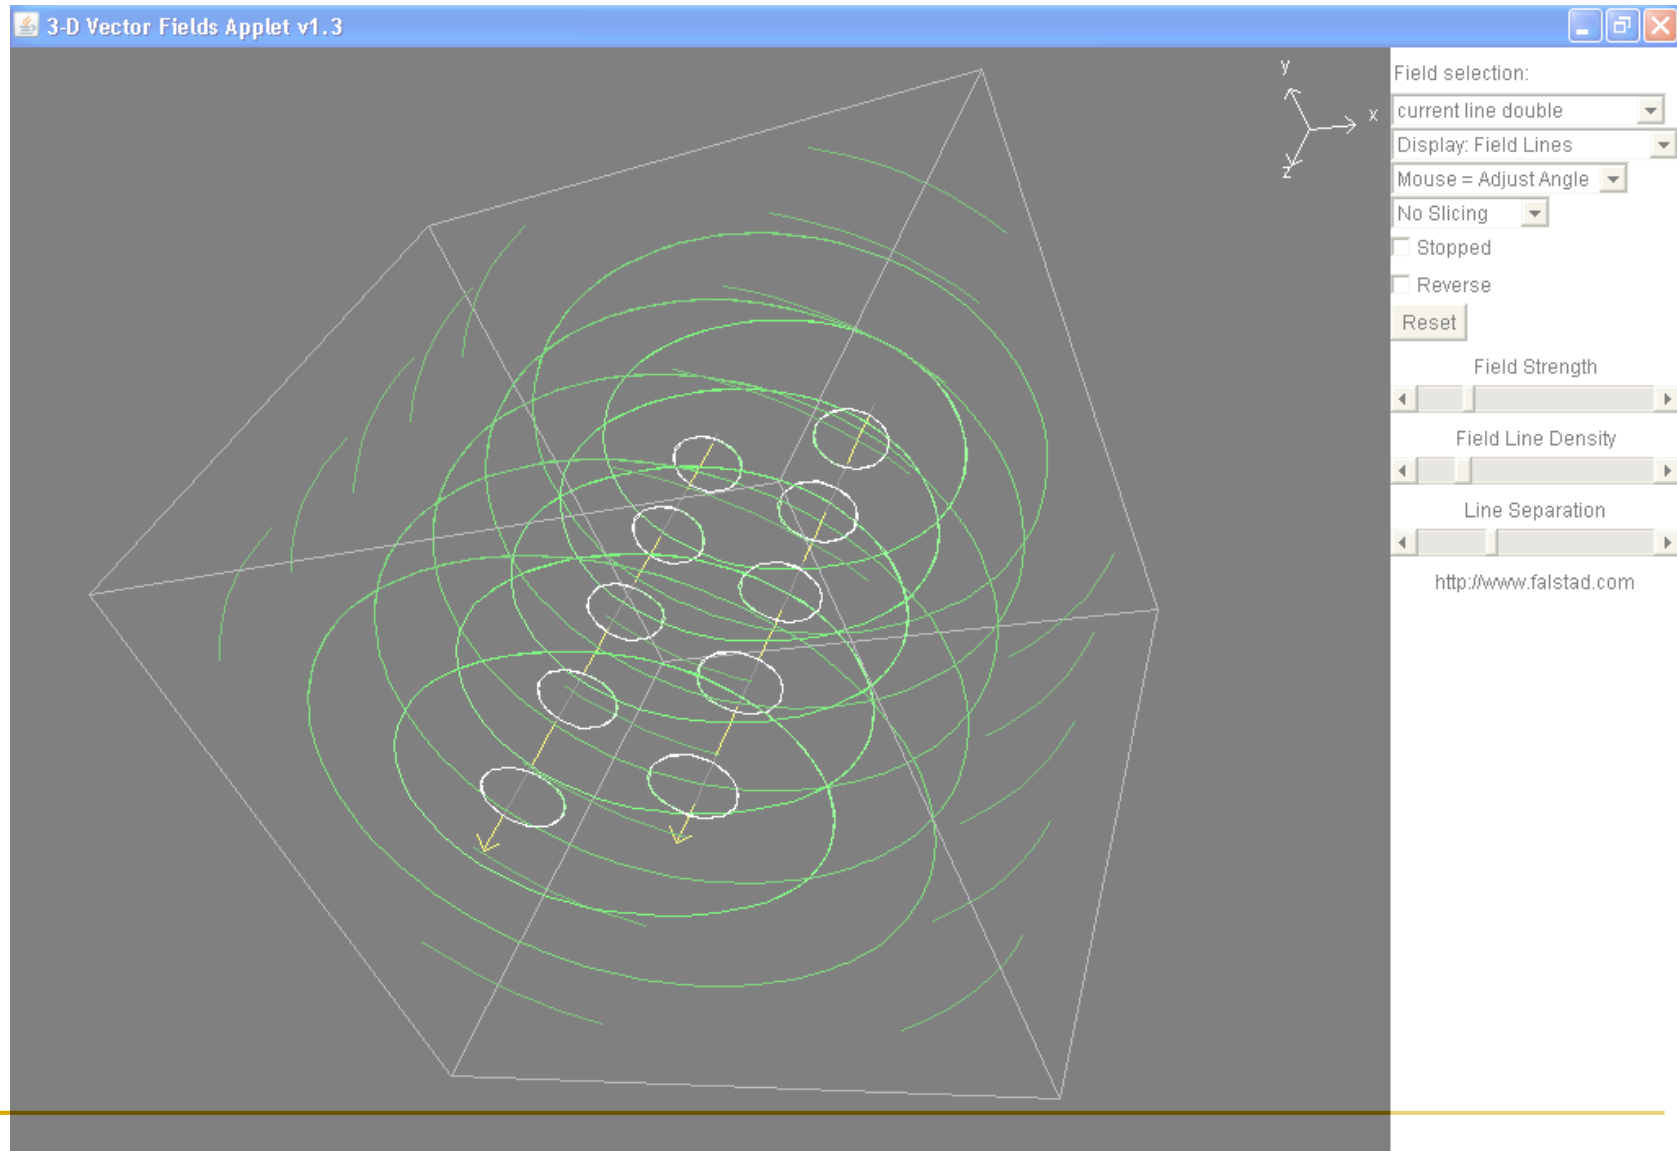 3-D Vector Fields Applet v1.3
y
x
z
Field selection:
current line double
Display: Field Lines
Mouse = Adjust Angle
No Slicing
Stopped
Reverse
Reset
Field Strength
Field Line Density
Line Separation
http://www.falstad.com